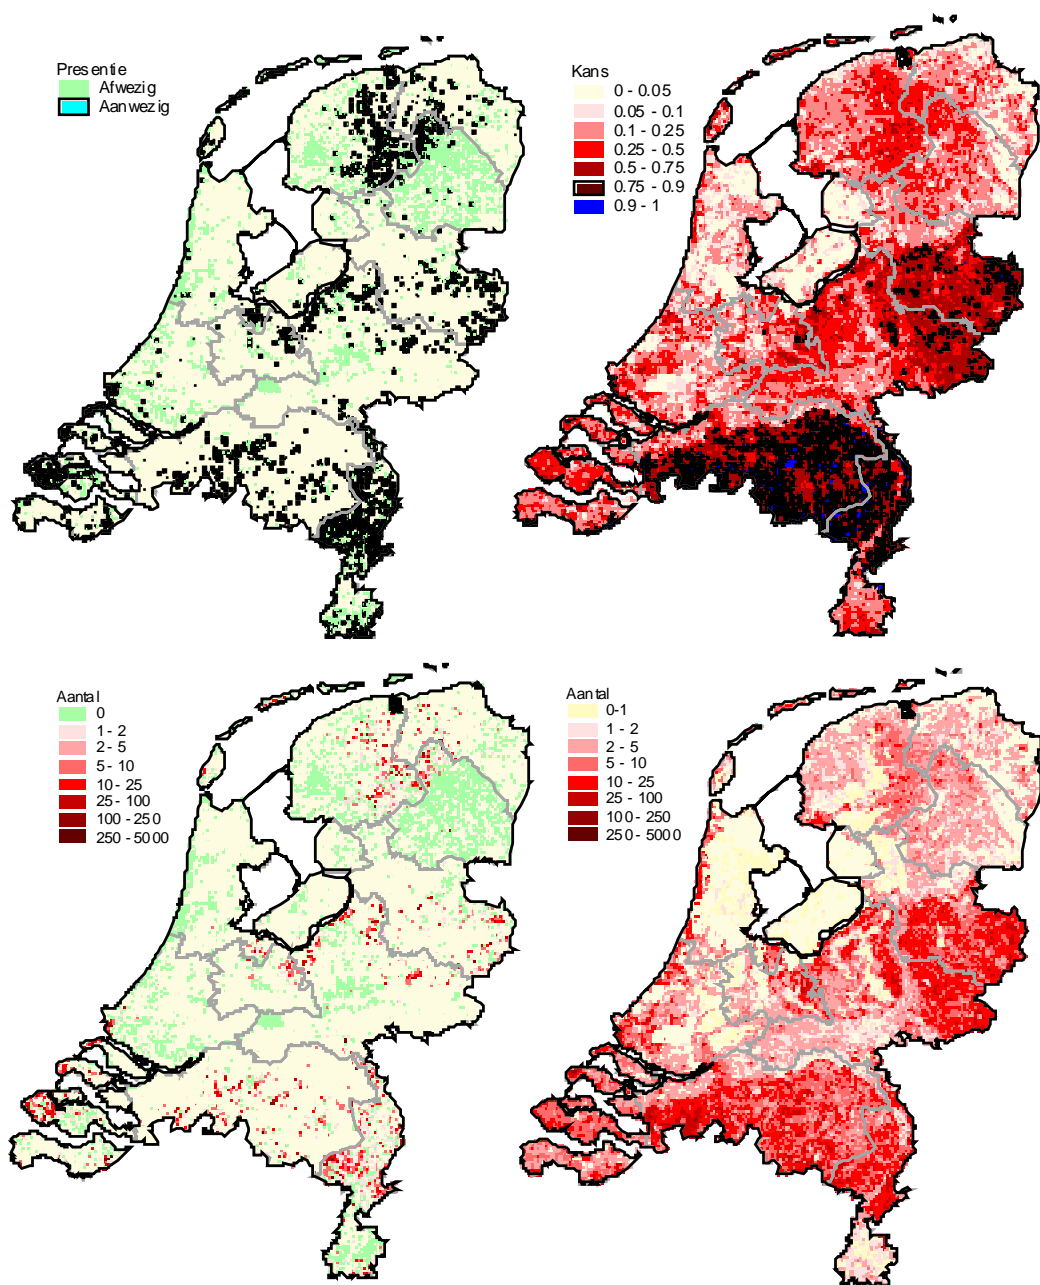 Presentie
Afwezig
Aanwezig
Kans
0 - 0.05
0.05 - 0.1
0.1 - 0.25
0.25 - 0.5
0.5 - 0.75
0.75 - 0.9
0.9 - 1
Aantal
0
1 - 2
2 - 5
5 - 10
10 - 25
25 - 100
100 - 250
250 - 5000
Aantal
0-1
1 - 2
2 - 5
5 - 10
10 - 25
25 - 100
100 - 250
250 - 5000